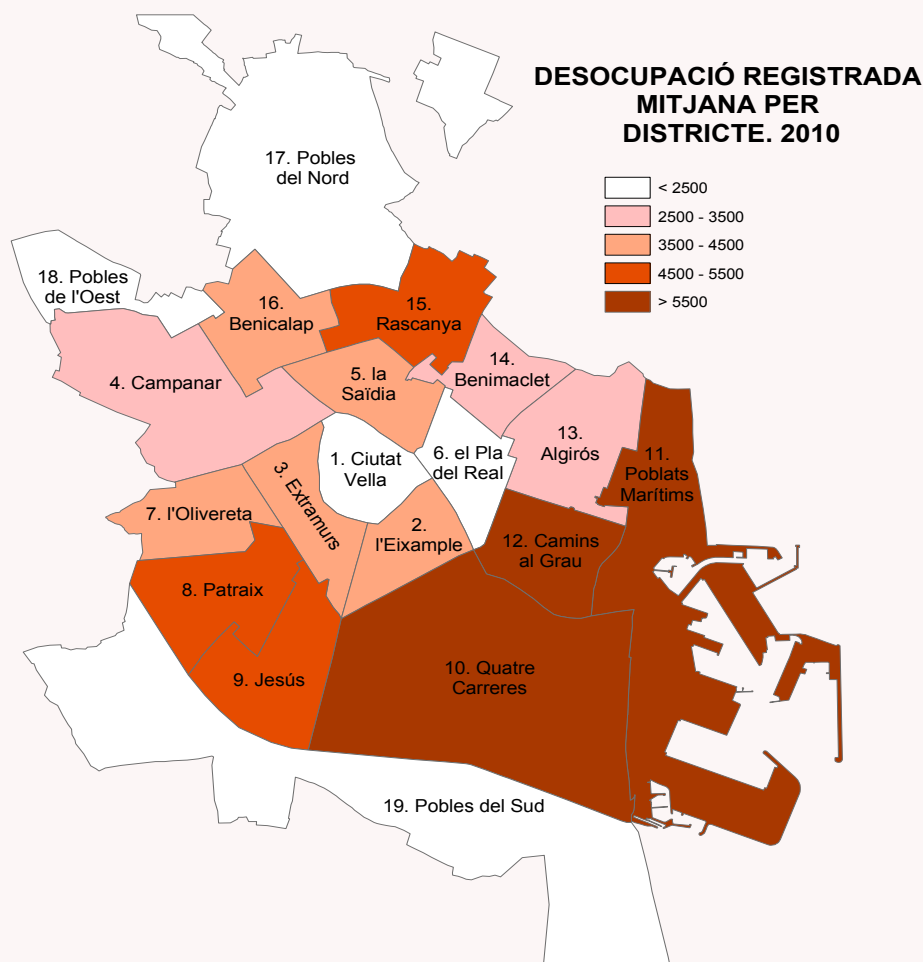 DESOCUPACIÓ REGISTRADA
MITJANA PER
DISTRICTE. 2010
< 2500
2500 - 3500
3500 - 4500
4500 - 5500
> 5500
17. Pobles
del Nord
18. Pobles
de l'Oest
16.
Benicalap
15.
Rascanya
14.
Benimaclet
4. Campanar
5. la
Saïdia
13.
Algirós
11.
Poblats
Marítims
1. Ciutat
Vella
6. el Pla
del Real
3. Extramurs
7. l'Olivereta
2.
l'Eixample
12. Camins
al Grau
8. Patraix
9. Jesús
10. Quatre
Carreres
19. Pobles del Sud